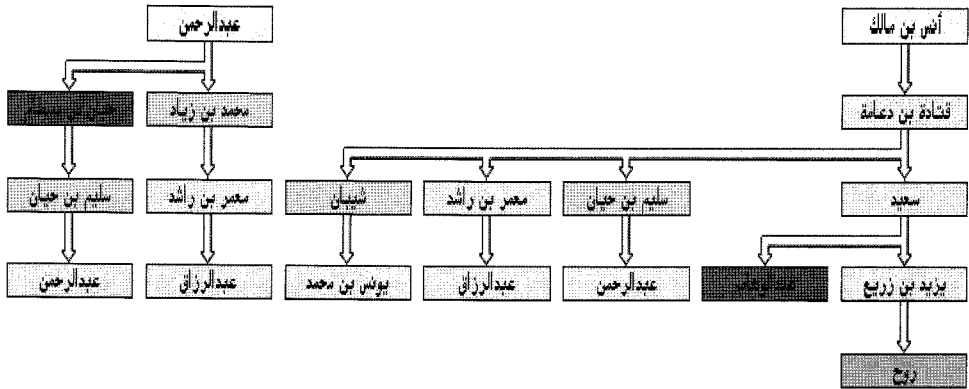 أنس بن مالك
عبدالرحمن
قتادة بن دعامة
محمد بن زياد
سعيد
سليم بن حيان
معمر بن راشد
شيبان
معمر بن راشد
سليم بن حيان
يزيد بن زريع
عبدالرحمن
عبدالرزاق
يونس بن محمد
عبدالرزاق
عبدالرحمن
روح